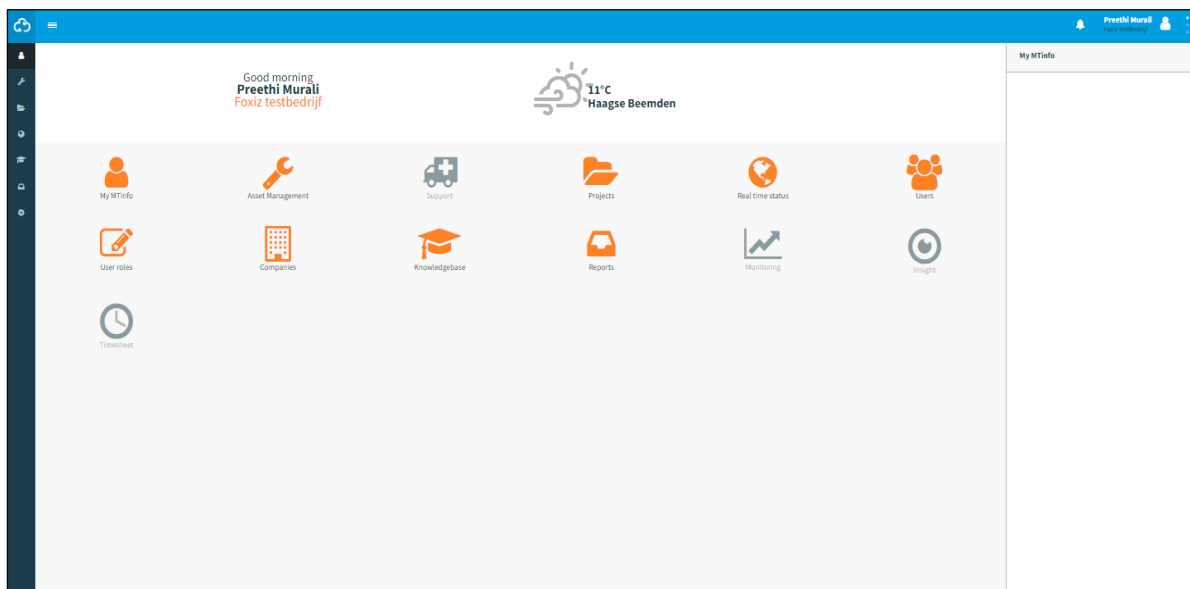 Preethi Murali
Foxiz testbedrijf
My MTinfo
Good morning
Preethi Murali
Foxiz testbedrijf
11°C
Haagse Beemden
My MTinfo
Asset Management
Support
Projects
Real time status
Users
User roles
Companies
Knowledgebase
Reports
Monitoring
Insight
Timesheet